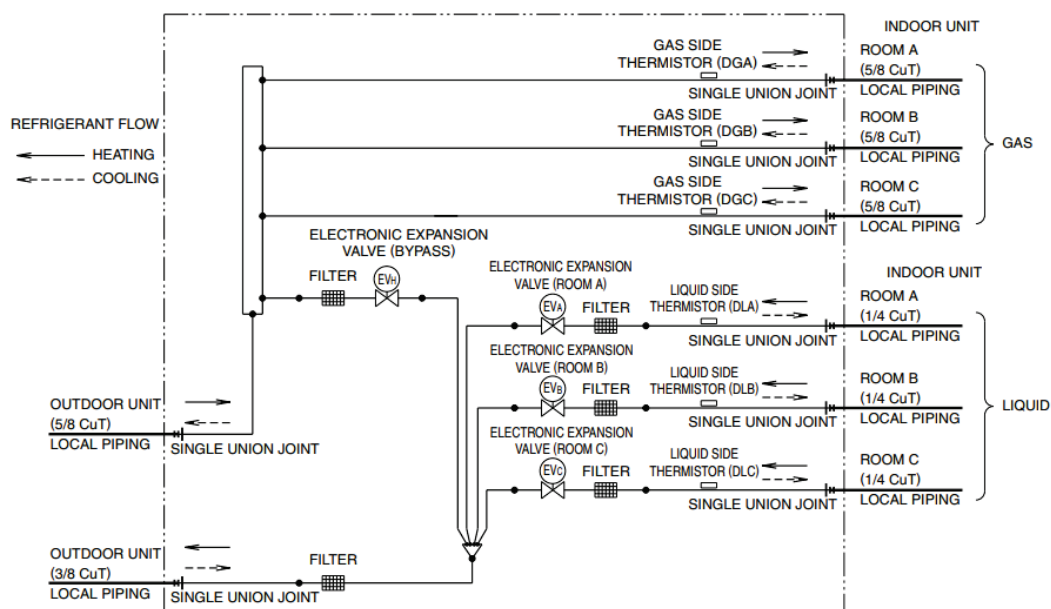 INDOOR UNIT
GAS SIDE
THERMISTOR (DGA)
SINGLE UNION JOINT
ROOM A
(5/8 CuT)
LOCAL PIPING
GAS SIDE
THERMISTOR (DGB)
SINGLE UNION JOINT
ROOM B
(5/8 CuT)
LOCAL PIPING
GAS
REFRIGERANT FLOW
HEATING
COOLING
GAS SIDE
THERMISTOR (DGC)
SINGLE UNION JOINT
ROOM C
(5/8 CuT)
LOCAL PIPING
ELECTRONIC EXPANSION
VALVE (BYPASS)
FILTER
EVH
INDOOR UNIT
ELECTRONIC EXPANSION
VALVE (ROOM A)
EVA
FILTER
LIQUID SIDE
THERMISTOR (DLA)
SINGLE UNION JOINT
ROOM A
(1/4 CuT)
LOCAL PIPING
ELECTRONIC EXPANSION
VALVE (ROOM B)
EVB
FILTER
LIQUID SIDE
THERMISTOR (DLB)
SINGLE UNION JOINT
ROOM B
(1/4 CuT)
LOCAL PIPING
LIQUID
OUTDOOR UNIT
(5/8 CuT)
LOCAL PIPING
SINGLE UNION JOINT
ELECTRONIC EXPANSION
VALVE (ROOM C)
EVC
FILTER
LIQUID SIDE
THERMISTOR (DLC)
SINGLE UNION JOINT
ROOM C
(1/4 CuT)
LOCAL PIPING
OUTDOOR UNIT
(3/8 CuT)
LOCAL PIPING
SINGLE UNION JOINT
FILTER